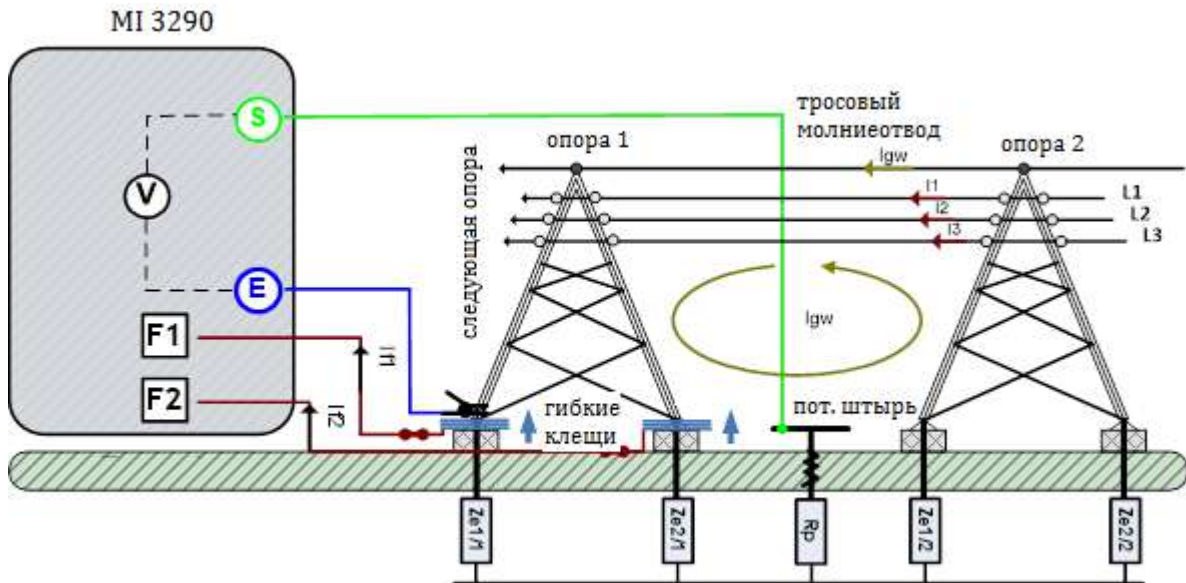 MI 3290
S
V
E
F1
F2
If1
If2
следующая опора
опора 1
тросовый
молниеотвод
Igw
опора 2
I1
L1
I2
L2
I3
L3
Igw
гибкие
клещи
пот. штырь
Ze1/1
Ze2/1
Rp
Ze1/2
Ze2/2